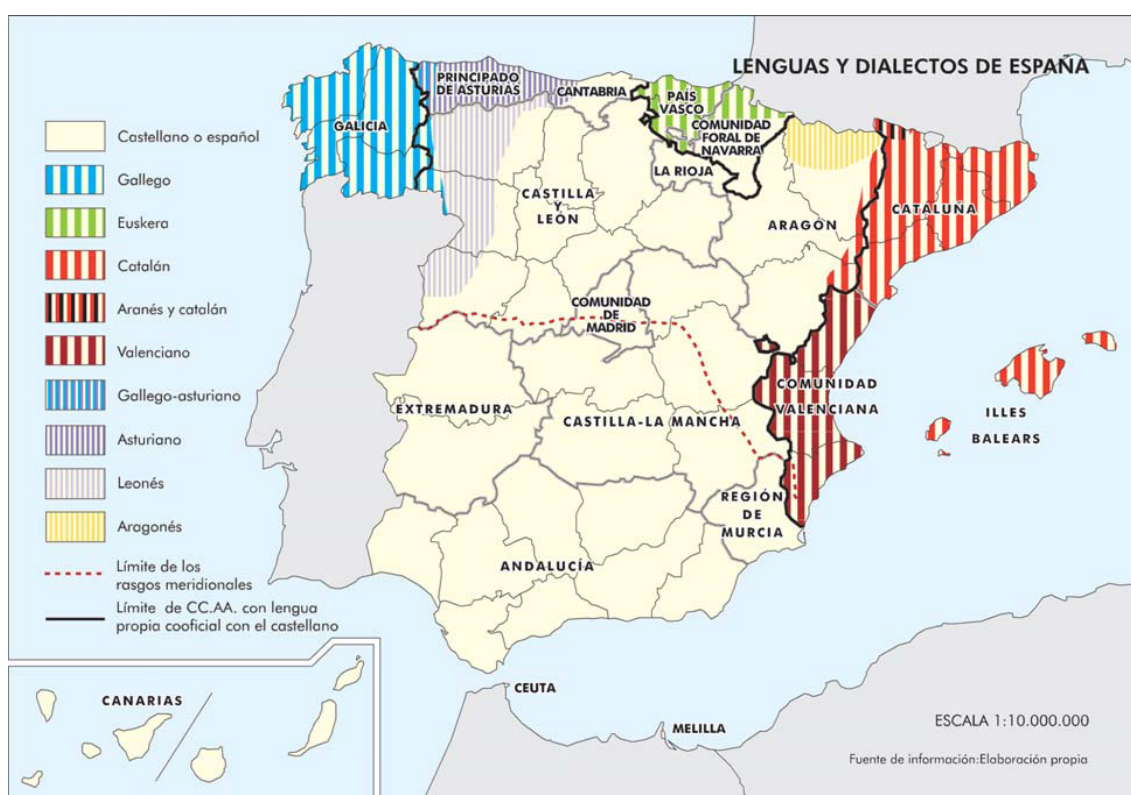 LENGUAS Y DIALECTOS DE ESPAÑA
Castellano o español
Gallego
Euskera
Catalán
Aranés y catalán
Valenciano
Gallego-asturiano
Asturiano
Leonés
Aragonés
Límite de los
rasgos meridionales
Límite de CC.AA. con lengua
propia cooficial con el castellano
GALICIA
PRINCIPADO
DE ASTURIAS
CANTABRIA
PAÍS
VASCO
COMUNIDAD
FORAL DE
NAVARRA
LA RIOJA
CASTILLA
Y
LEÓN
ARAGÓN
CATALUÑA
COMUNIDAD
DE
MADRID
EXTREMADURA
CASTILLA-LA MANCHA
COMUNIDAD
VALENCIANA
ILLES
BALEARS
REGIÓN
DE
MURCIA
ANDALUCÍA
CANARIAS
CEUTA
MELILLA
ESCALA 1:10.000.000
Fuente de información:Elaboración propia